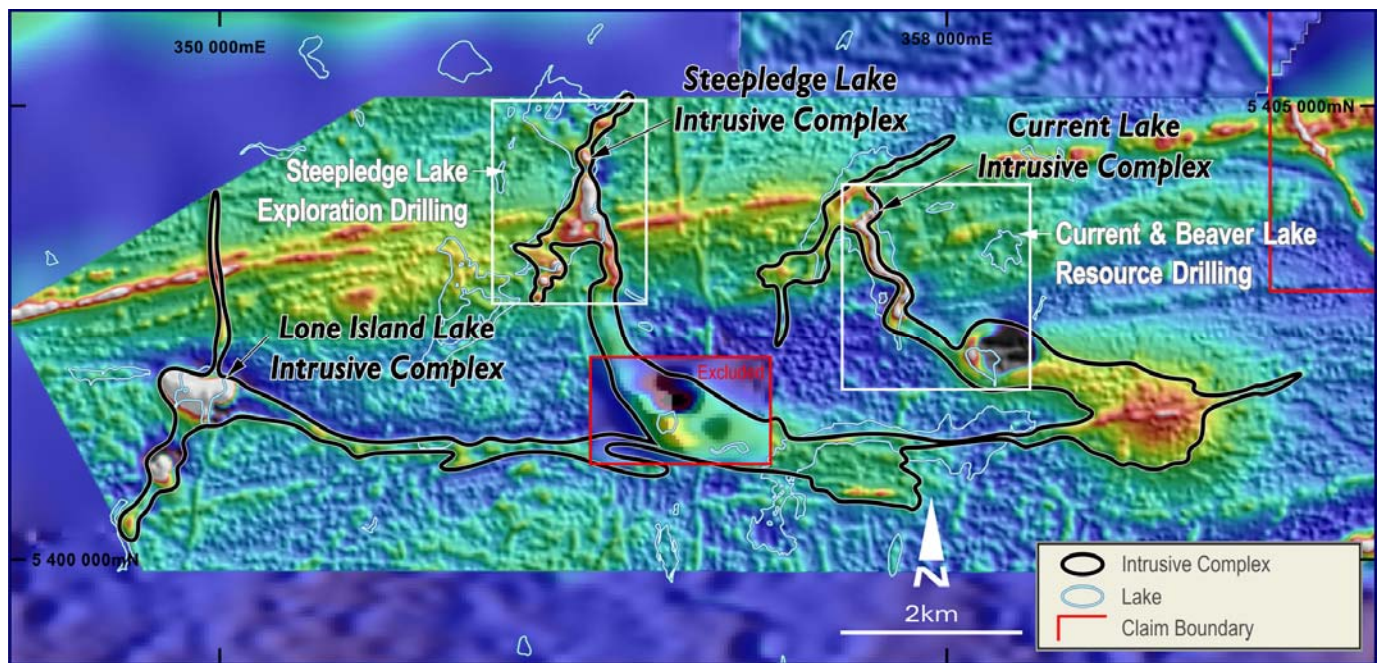 350 000mE
358 000mE
5 405 000mN
Steepledge Lake
Intrusive Complex
Current Lake
Intrusive Complex
Steepledge Lake
Exploration Drilling
Current & Beaver Lake
Resource Drilling
Lone Island Lake
Intrusive Complex
Excluded
5 400 000mN
N
2km
Intrusive Complex
Lake
Claim Boundary